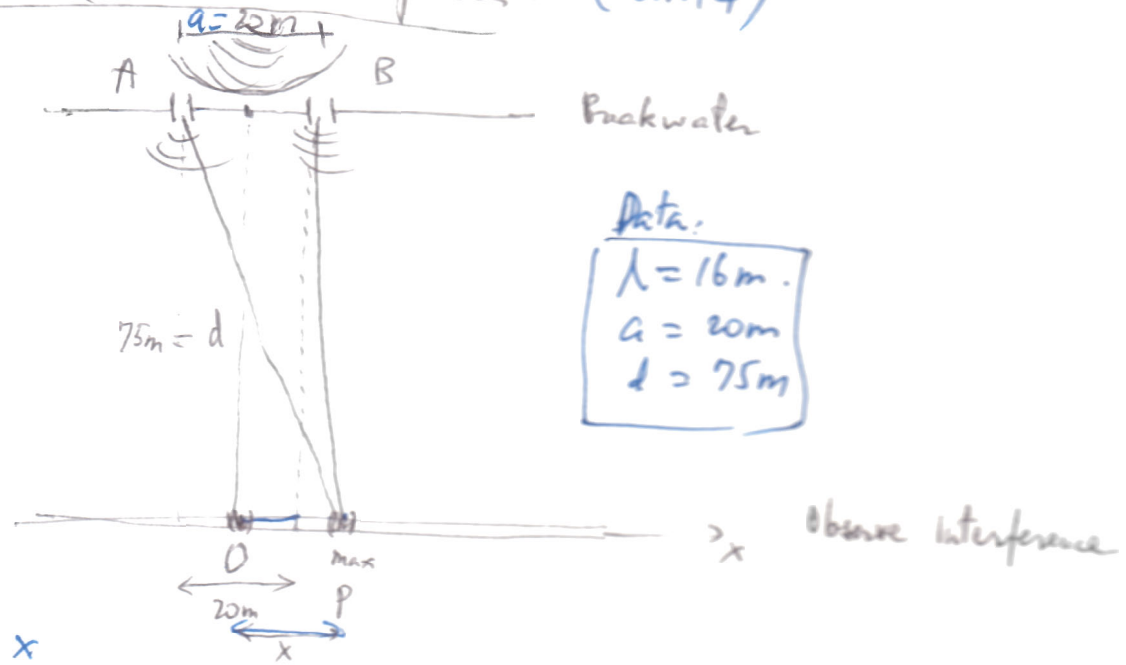 a = 20m
A
B
Breakwater
Data:
λ = 16m.
a = 20m
d = 75m
75m = d
>x
Observe interference
O
max
20m
P
x
x